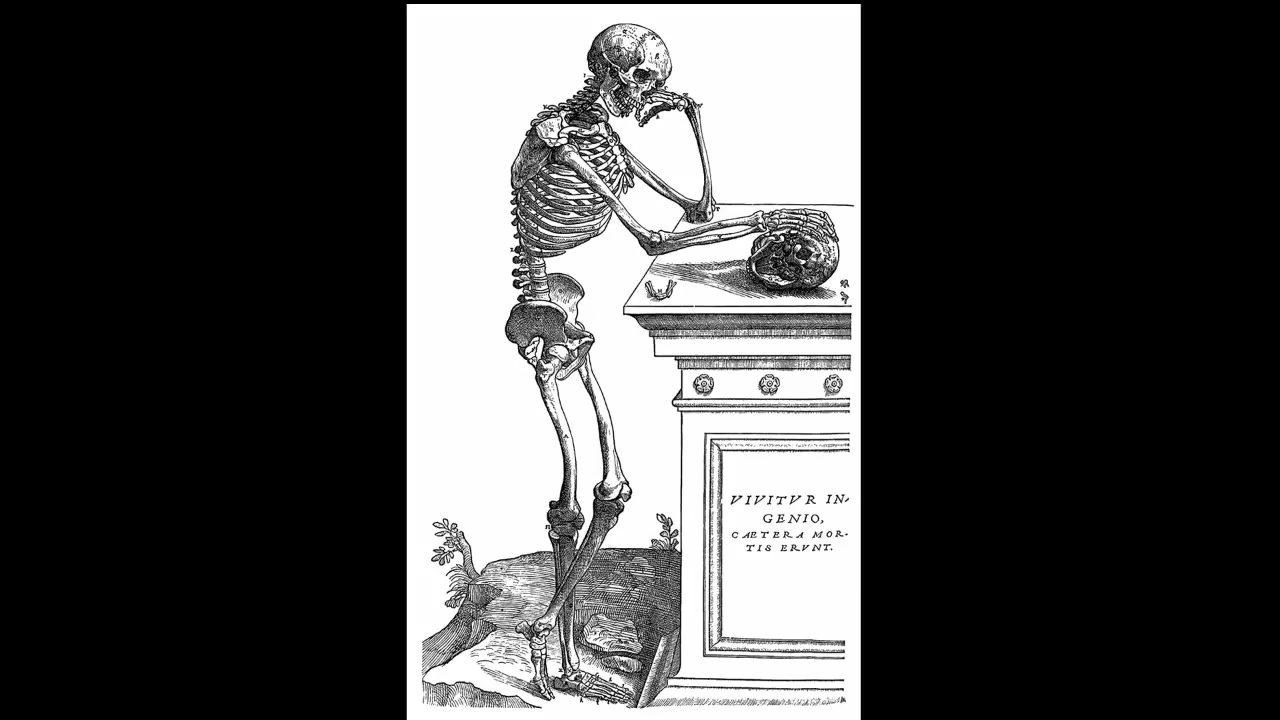 VIVITVR IN-
GENIO,
CAETERA MOR-
TIS ERVNT.